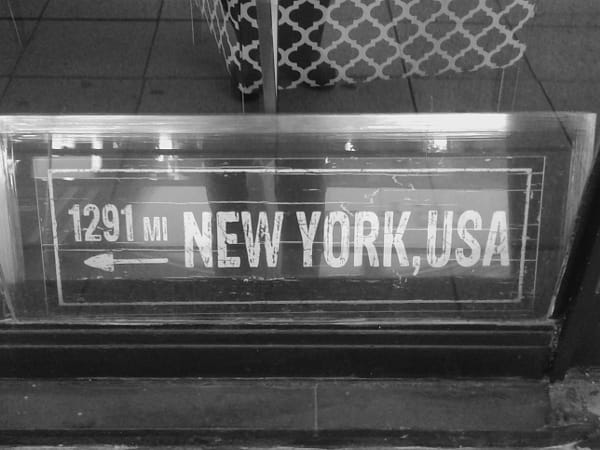 1291 MI
NEW YORK, USA